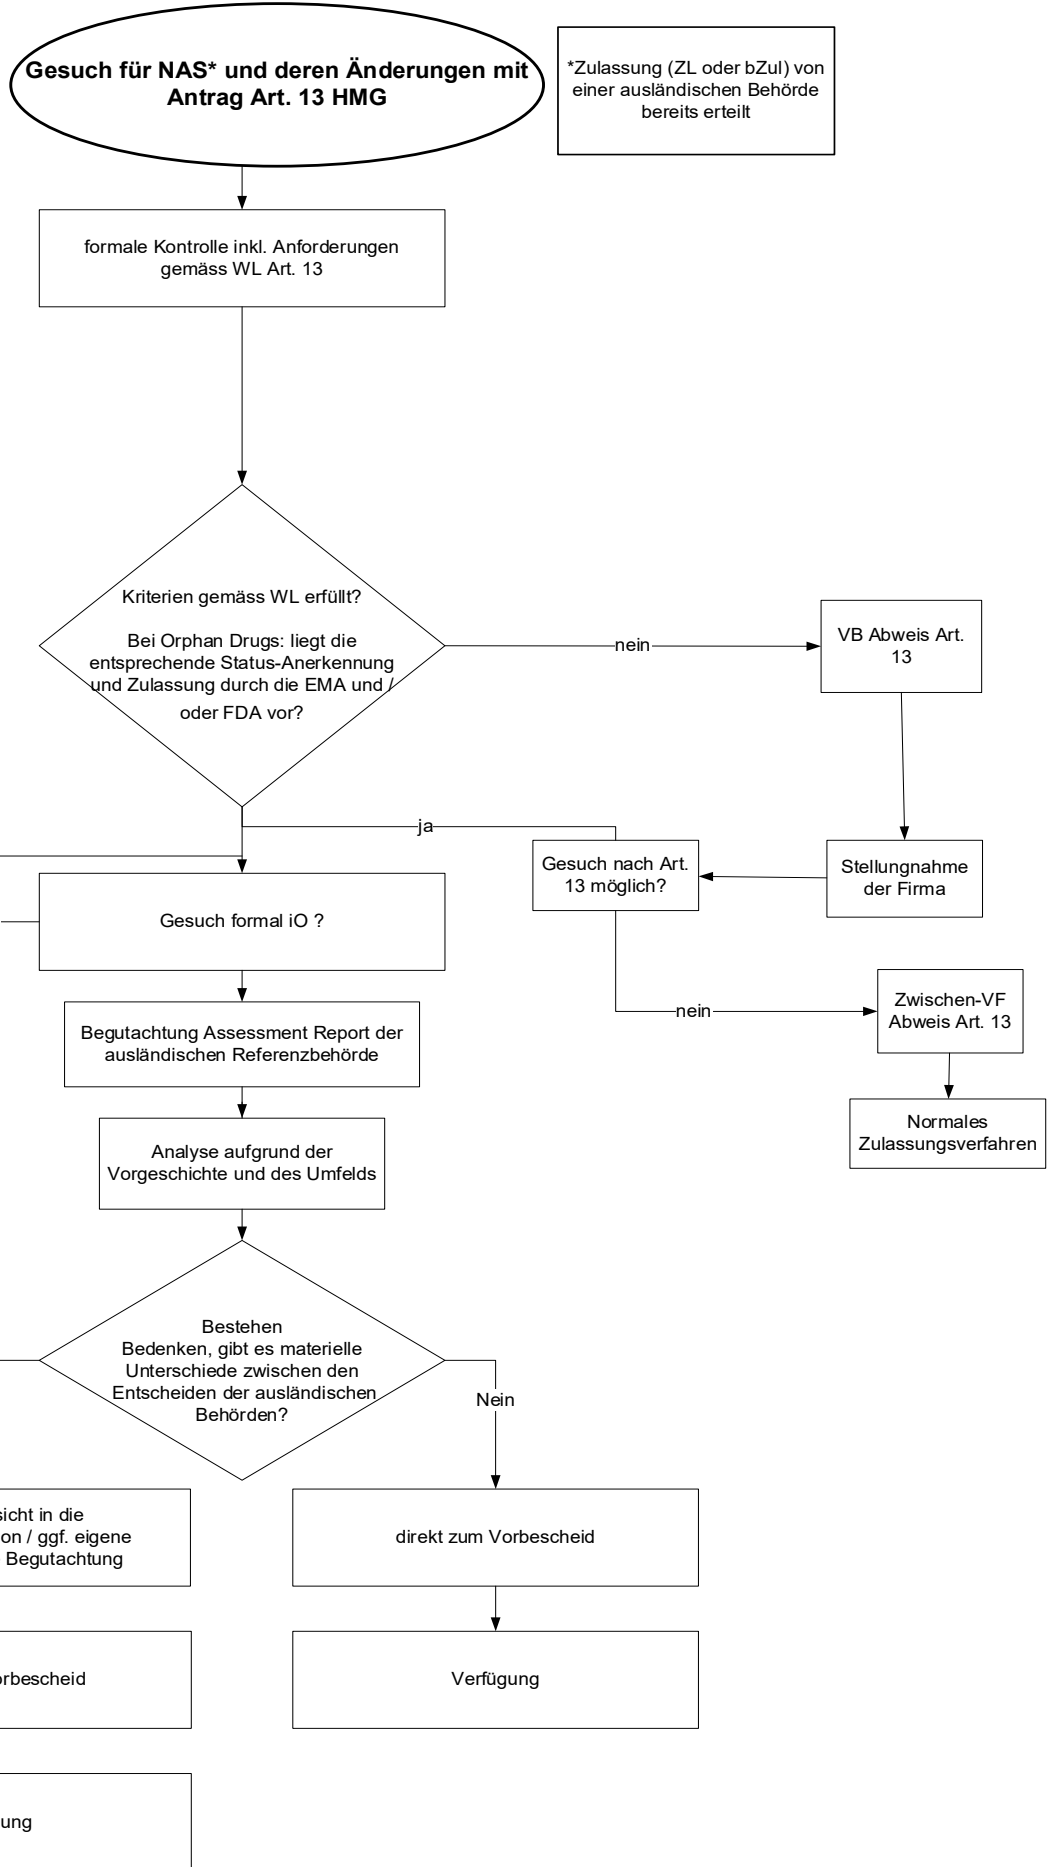 Gesuch für NAS* und deren Änderungen mit
Antrag Art. 13 HMG
*Zulassung (ZL oder bZul) von
einer ausländischen Behörde
bereits erteilt
formale Kontrolle inkl. Anforderungen
gemäss WL Art. 13
Kriterien gemäss WL erfüllt?
Bei Orphan Drugs: liegt die
entsprechende Status-Anerkennung
und Zulassung durch die EMA und /
oder FDA vor?
nein
VB Abweis Art.
13
ja
Gesuch nach Art.
13 möglich?
Stellungnahme
der Firma
Gesuch formal iO ?
nein
Zwischen-VF
Abweis Art. 13
Begutachtung Assessment Report der
ausländischen Referenzbehörde
Normales
Zulassungsverfahren
Analyse aufgrund der
Vorgeschichte und des Umfelds
Bestehen
Bedenken, gibt es materielle
Unterschiede zwischen den
Entscheiden der ausländischen
Behörden?
Nein
sicht in die
on / ggf. eigene
Begutachtung
direkt zum Vorbescheid
orbescheid
Verfügung
ung